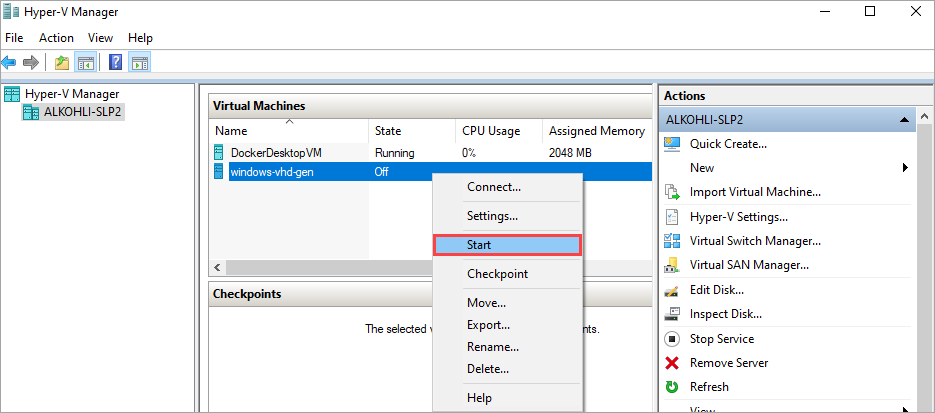 Hyper-V Manager
File Action View Help
Hyper-V Manager
ALKOHLI-SLP2
Virtual Machines
Name State CPU Usage Assigned Memory
DockerDesktopVM Running 0% 2048 MB
windows-vhd-gen Off
Connect...
Settings...
Start
Checkpoint
Move...
Export...
Rename...
Delete...
Help
Checkpoints
The selected v
nts.
Actions
ALKOHLI-SLP2
Quick Create...
New
Import Virtual Machine...
Hyper-V Settings...
Virtual Switch Manager...
Virtual SAN Manager...
Edit Disk...
Inspect Disk...
Stop Service
Remove Server
Refresh
View